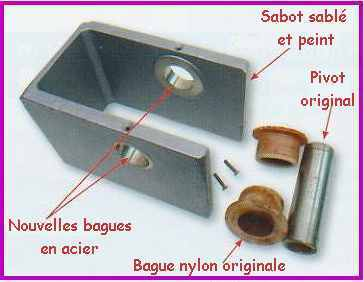 Sabot sablé
et peint
Pivot
original
Nouvelles bagues
en acier
Bague nylon originale